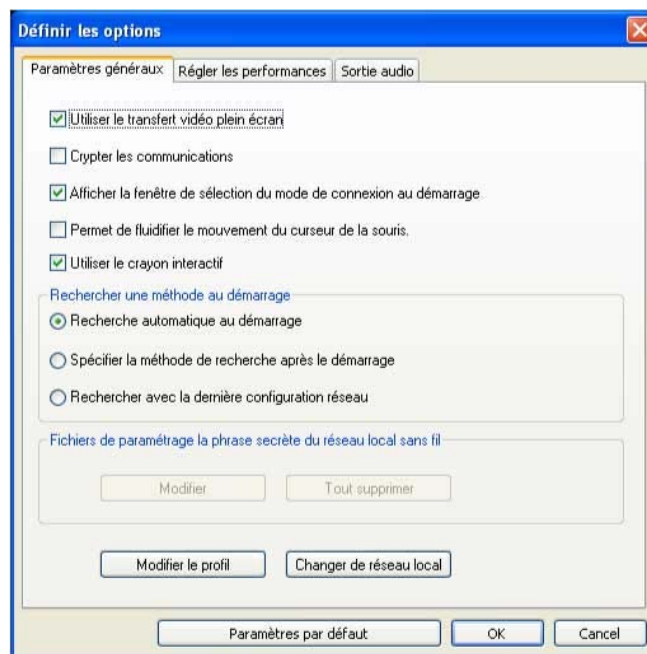 Définir les options
Paramètres généraux Régler les performances Sortie audio
Utiliser le transfert vidéo plein écran
Crypter les communications
Afficher la fenêtre de sélection du mode de connexion au démarrage
Permet de fluidifier le mouvement du curseur de la souris.
Utiliser le crayon interactif
Rechercher une méthode au démarrage
Recherche automatique au démarrage
Spécifier la méthode de recherche après le démarrage
Rechercher avec la dernière configuration réseau
Fichiers de paramétrage la phrase secrète du réseau local sans fil
Modifier Tout supprimer
Modifier le profil Changer de réseau local
Paramètres par défaut OK Cancel